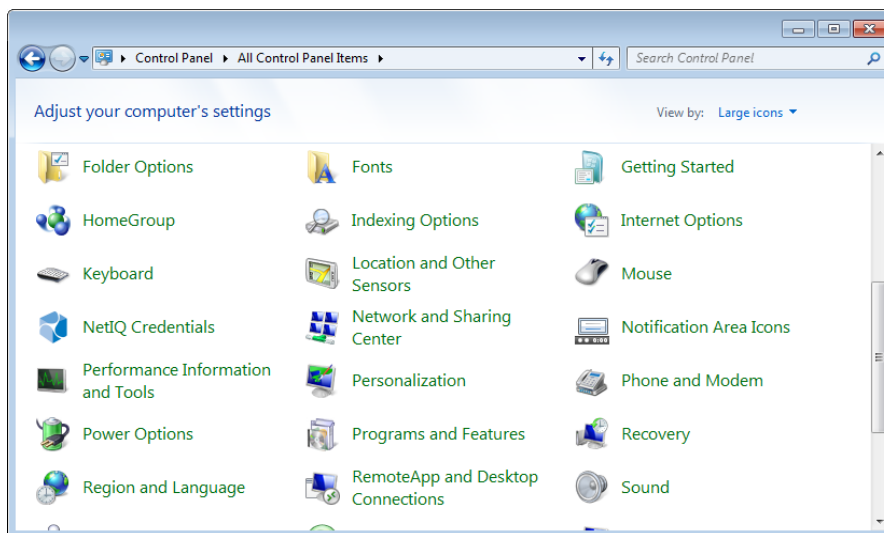 Control Panel All Control Panel Items Search Control Panel
Adjust your computer's settings View by: Large icons
Folder Options Fonts Getting Started
HomeGroup Indexing Options Internet Options
Keyboard Location and Other Sensors Mouse
NetIQ Credentials Network and Sharing Center Notification Area Icons
Performance Information and Tools Personalization Phone and Modem
Power Options Programs and Features Recovery
Region and Language RemoteApp and Desktop Connections Sound